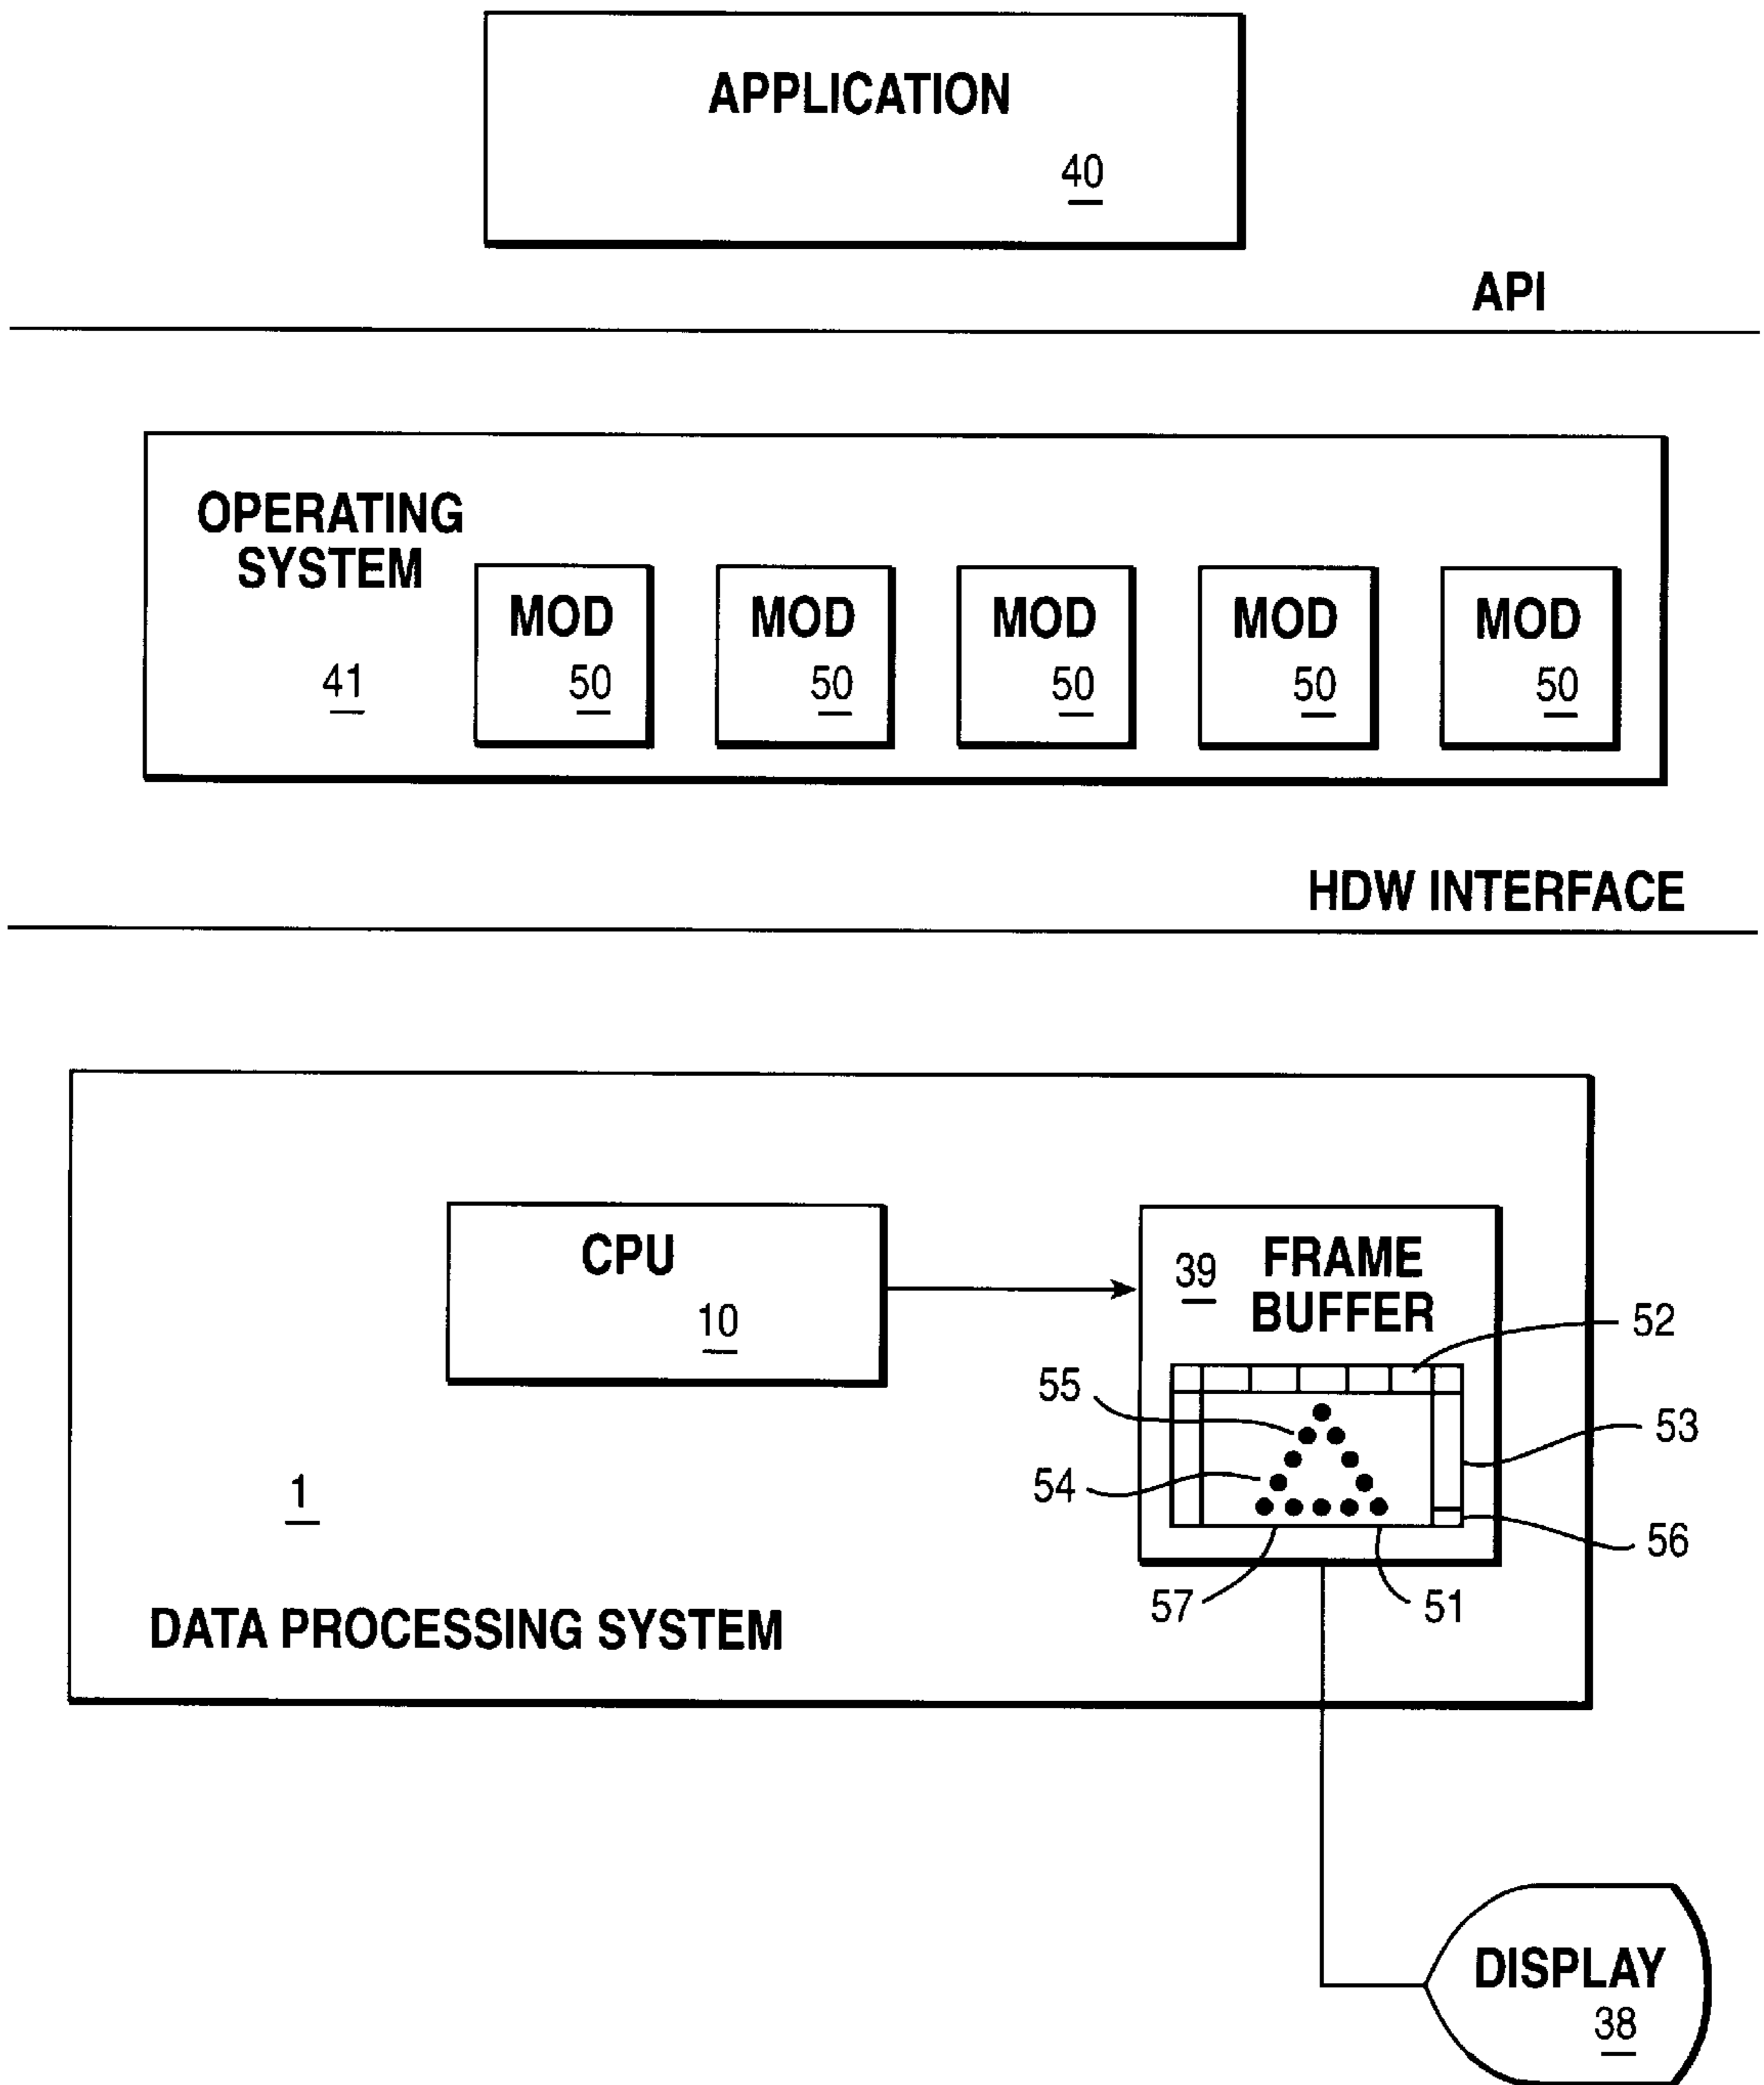 APPLICATION
40
API
OPERATING
SYSTEM
41
MOD
50
MOD
50
MOD
50
MOD
50
MOD
50
HDW INTERFACE
CPU
10
39
FRAME
BUFFER
52
55
53
54
56
57
51
1
DATA PROCESSING SYSTEM
DISPLAY
38